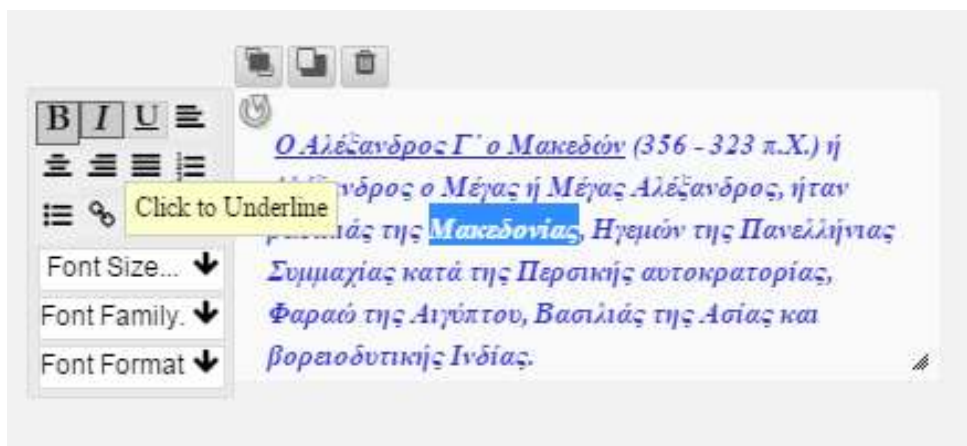 B I U
Click to Underline
Font Size...
Font Family.
Font Format
Ο Αλέξανδρος Γ΄ ο Μακεδών (356 - 323 π.Χ.) ή
νδρος ο Μέγας ή Μέγας Αλέξανδρος, ήταν
της Μακεδονίας, Ηγεμών της Πανελλήνιας
Συμμαχίας κατά της Περσικής αυτοκρατορίας,
Φαραώ της Αιγύπτου, Βασιλιάς της Ασίας και
βορειοδυτικής Ινδίας.